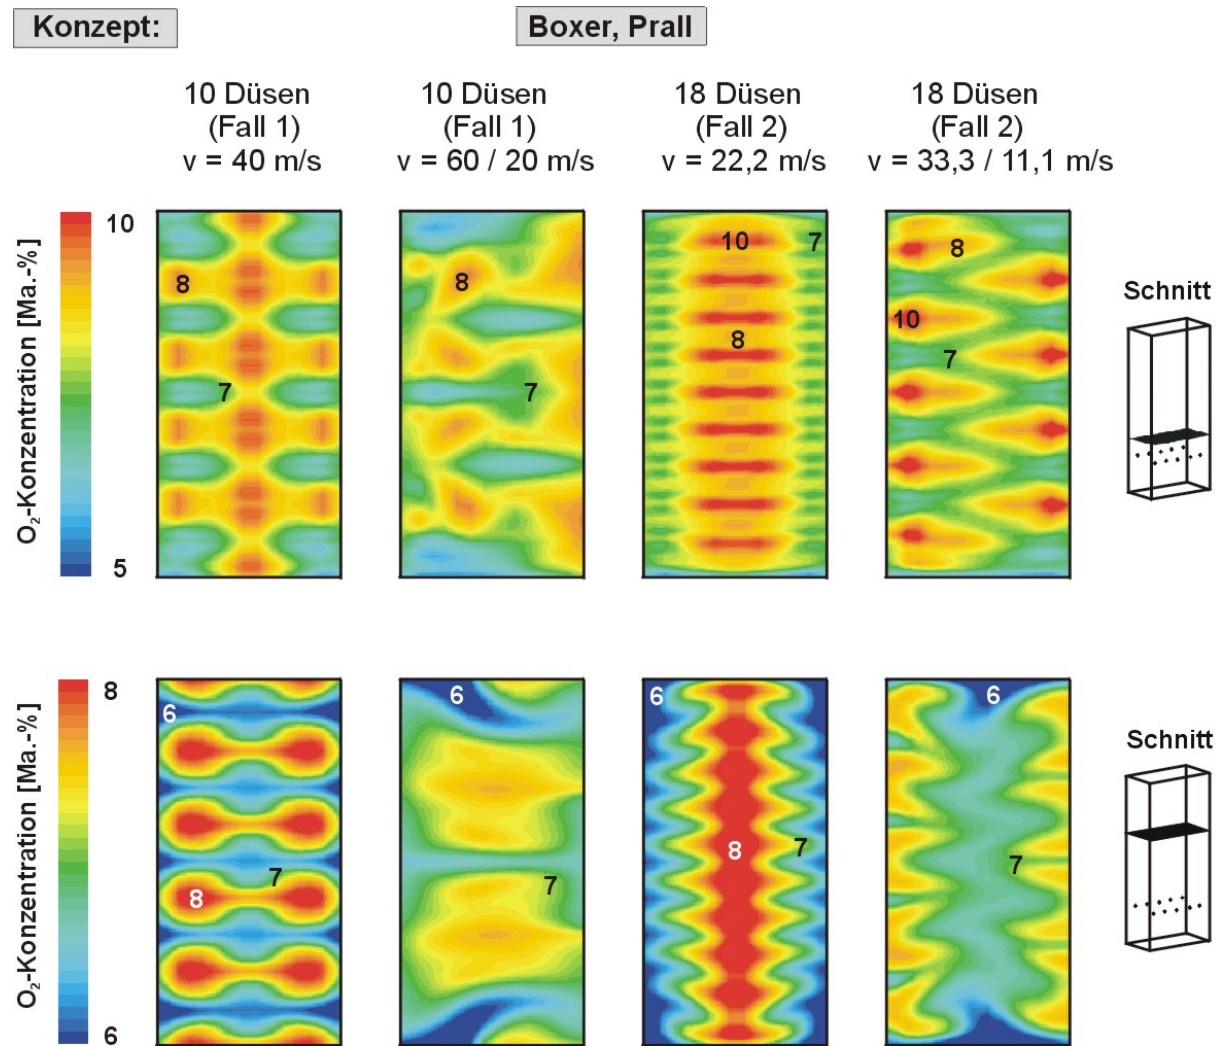 Konzept:
Boxer, Prall
10 Düsen
(Fall 1)
v = 40 m/s
10 Düsen
(Fall 1)
v = 60 / 20 m/s
18 Düsen
(Fall 2)
v = 22,2 m/s
18 Düsen
(Fall 2)
v = 33,3 / 11,1 m/s
O₂-Konzentration [Ma.-%]
10
5
8
7
8
7
10
7
8
8
10
7
Schnitt
O₂-Konzentration [Ma.-%]
8
6
6
7
8
6
7
6
8
7
6
7
Schnitt